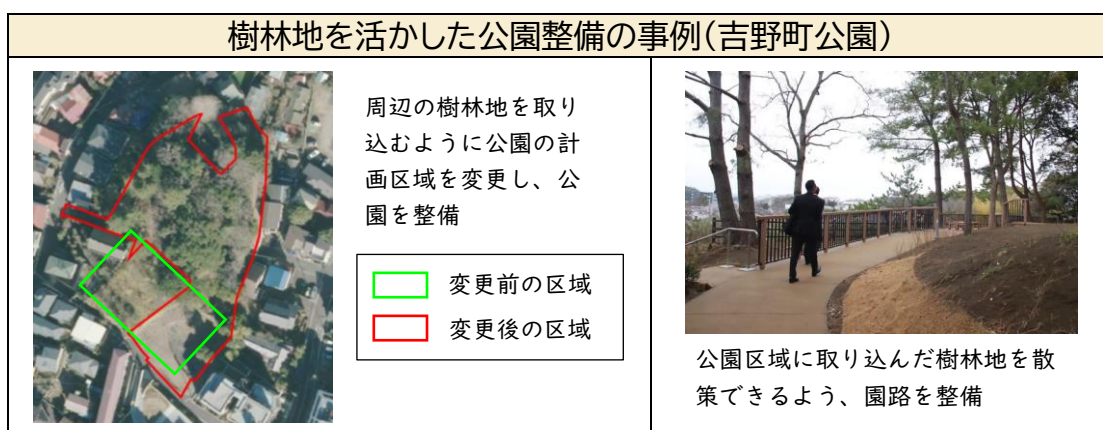 樹林地を活かした公園整備の事例(吉野町公園)
周辺の樹林地を取り
込むように公園の計
画区域を変更し、公
園を整備
変更前の区域
変更後の区域
公園区域に取り込んだ樹林地を散
策できるよう、園路を整備